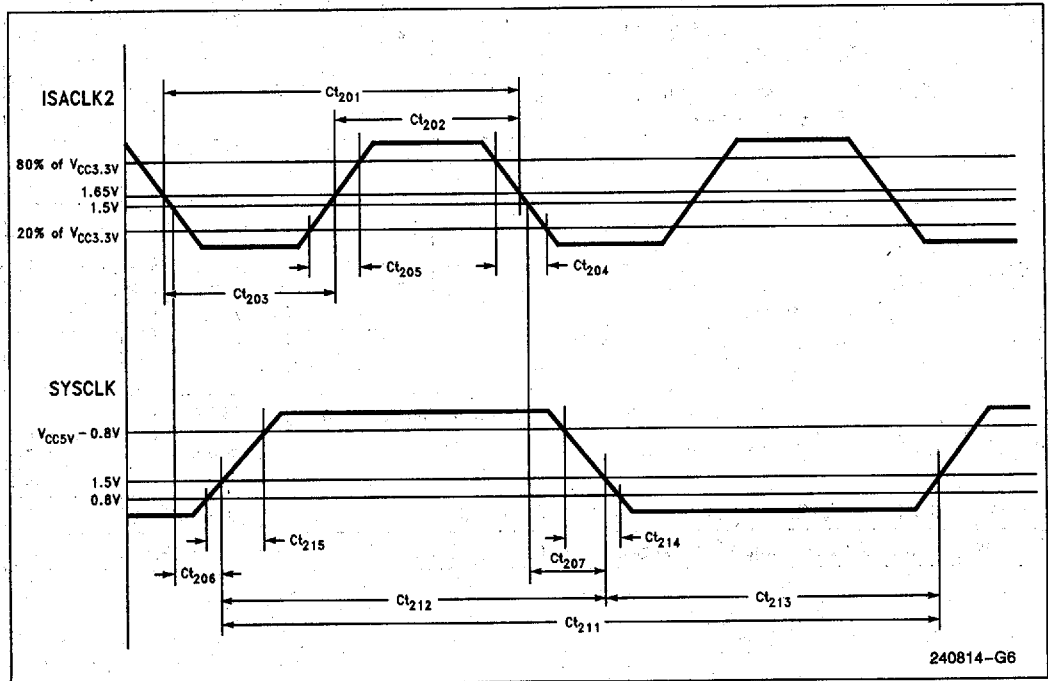 ISACLK2
Ct201
Ct202
80% of VCC3.3V
1.65V
1.5V
20% of VCC3.3V
Ct205
Ct204
Ct203
SYSCLK
VCC5V – 0.8V
1.5V
0.8V
Ct215
Ct214
Ct206
Ct207
Ct212
Ct213
Ct211
240814–G6